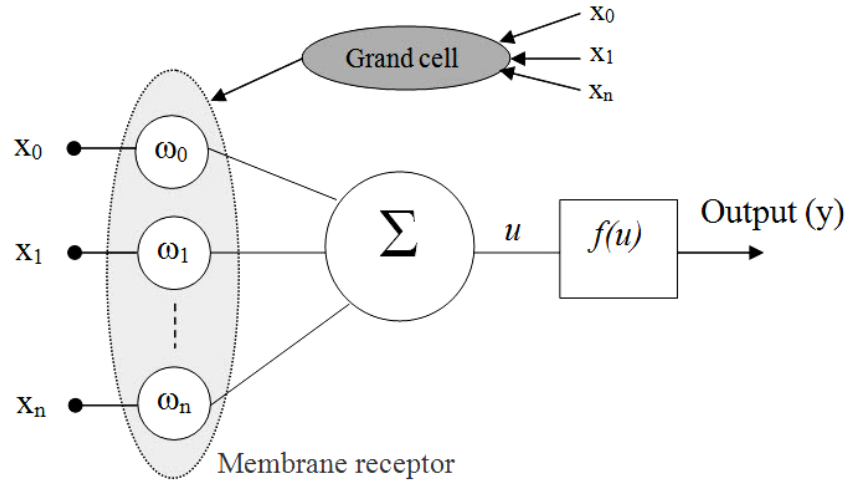 x₀
Grand cell
x₁
xₙ
x₀
ω₀
x₁
ω₁
Σ
u
f(u)
Output (y)
xₙ
ωₙ
Membrane receptor